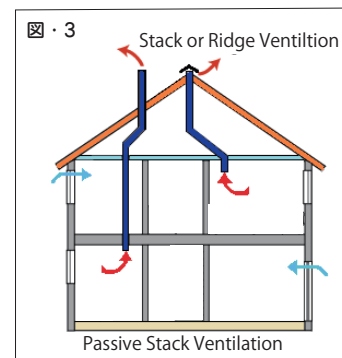 図・3
Stack or Ridge Ventiltion
Passive Stack Ventilation